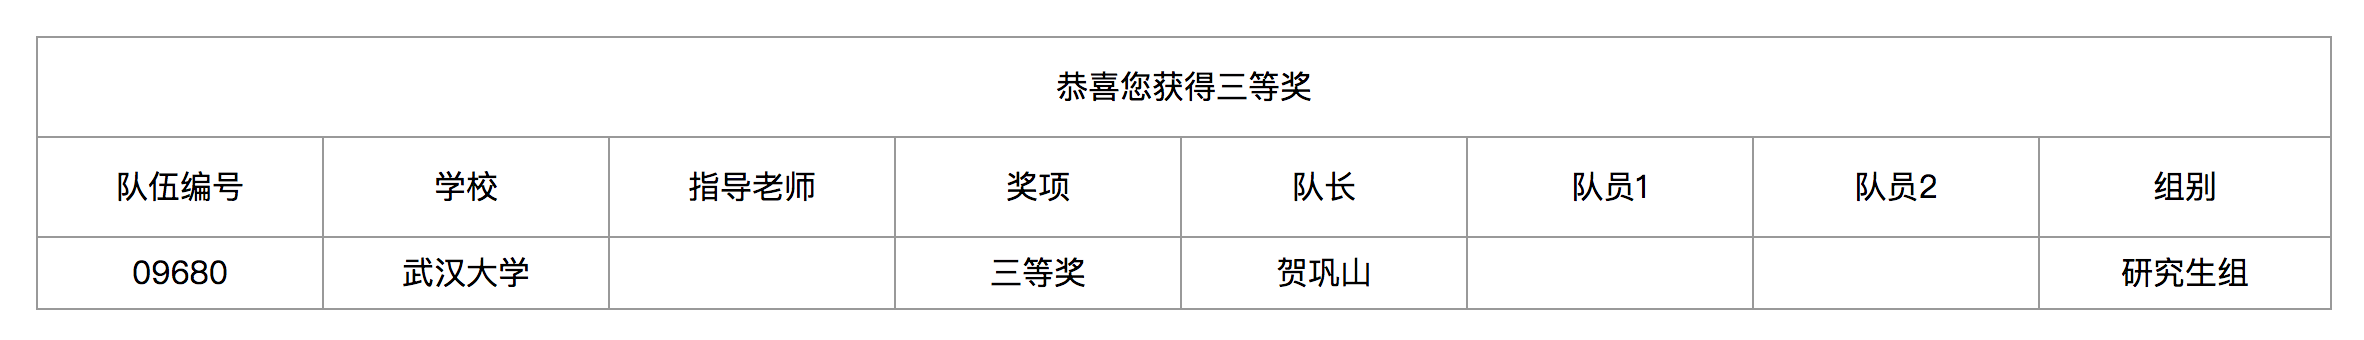 恭喜您获得三等奖
队伍编号 学校 指导老师 奖项 队长 队员1 队员2 组别
09680 武汉大学 三等奖 贺巩山 研究生组